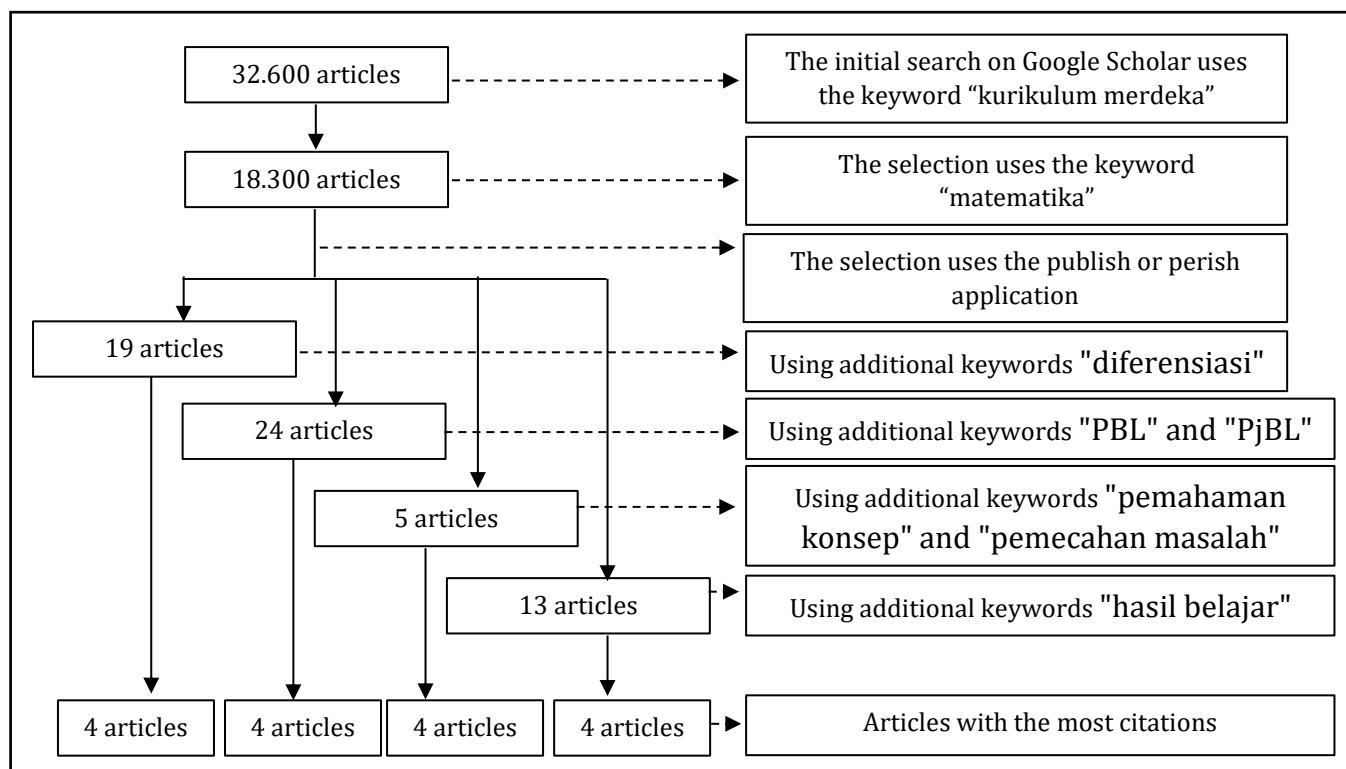 32.600 articles
The initial search on Google Scholar uses
the keyword “kurikulum merdeka”
18.300 articles
The selection uses the keyword
“matematika”
The selection uses the publish or perish
application
19 articles
Using additional keywords "diferensiasi"
24 articles
Using additional keywords "PBL" and "PjBL"
5 articles
Using additional keywords "pemahaman
konsep" and "pemecahan masalah"
13 articles
Using additional keywords "hasil belajar"
4 articles
4 articles
4 articles
4 articles
Articles with the most citations